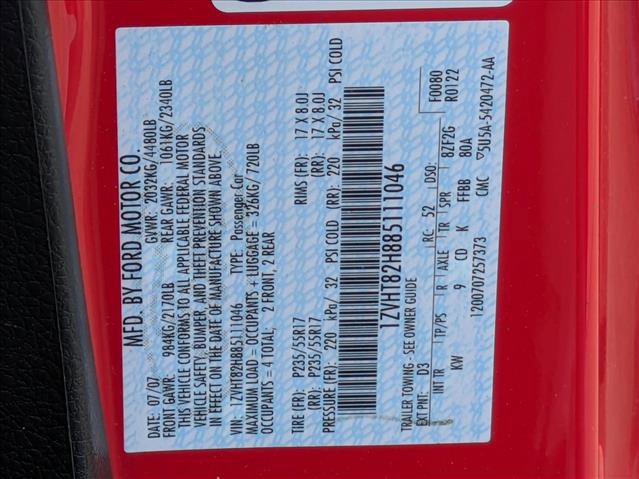 MFD. BY FORD MOTOR CO.
DATE: 07/07 GVWR: 2032KG/4480LB
FRONT GAWR: 984KG/2170LB REAR GAWR: 1061KG/2340LB
THIS VEHICLE CONFORMS TO ALL APPLICABLE FEDERAL MOTOR
VEHICLE SAFETY, BUMPER, AND THEFT PREVENTION STANDARDS
IN EFFECT ON THE DATE OF MANUFACTURE SHOWN ABOVE.
VIN: 1ZVHT82H885111046 TYPE: Passenger Car
MAXIMUM LOAD = OCCUPANTS + LUGGAGE = 326KG/720LB
OCCUPANTS = 4 TOTAL, 2 FRONT, 2 REAR
TIRE (FR): P235/55R17 RIMS (FR): 17 X 8.0J
(RR): P235/55R17 (RR): 17 X 8.0J
PRESSURE (FR): 220 kPa/ 32 PSI COLD (RR): 220 kPa/ 32 PSI COLD
1ZVHT82H885111046
TRAILER TOWING - SEE OWNER GUIDE F0080
R0122
EXT PNT: D3 RC: 52 DSO:
INT TR TP/PS R AXLE TR SPR 8ZF2G
KW 9 CD K FFBB 80A
1200707257373 CMC ▽5U5A-5420472-AA